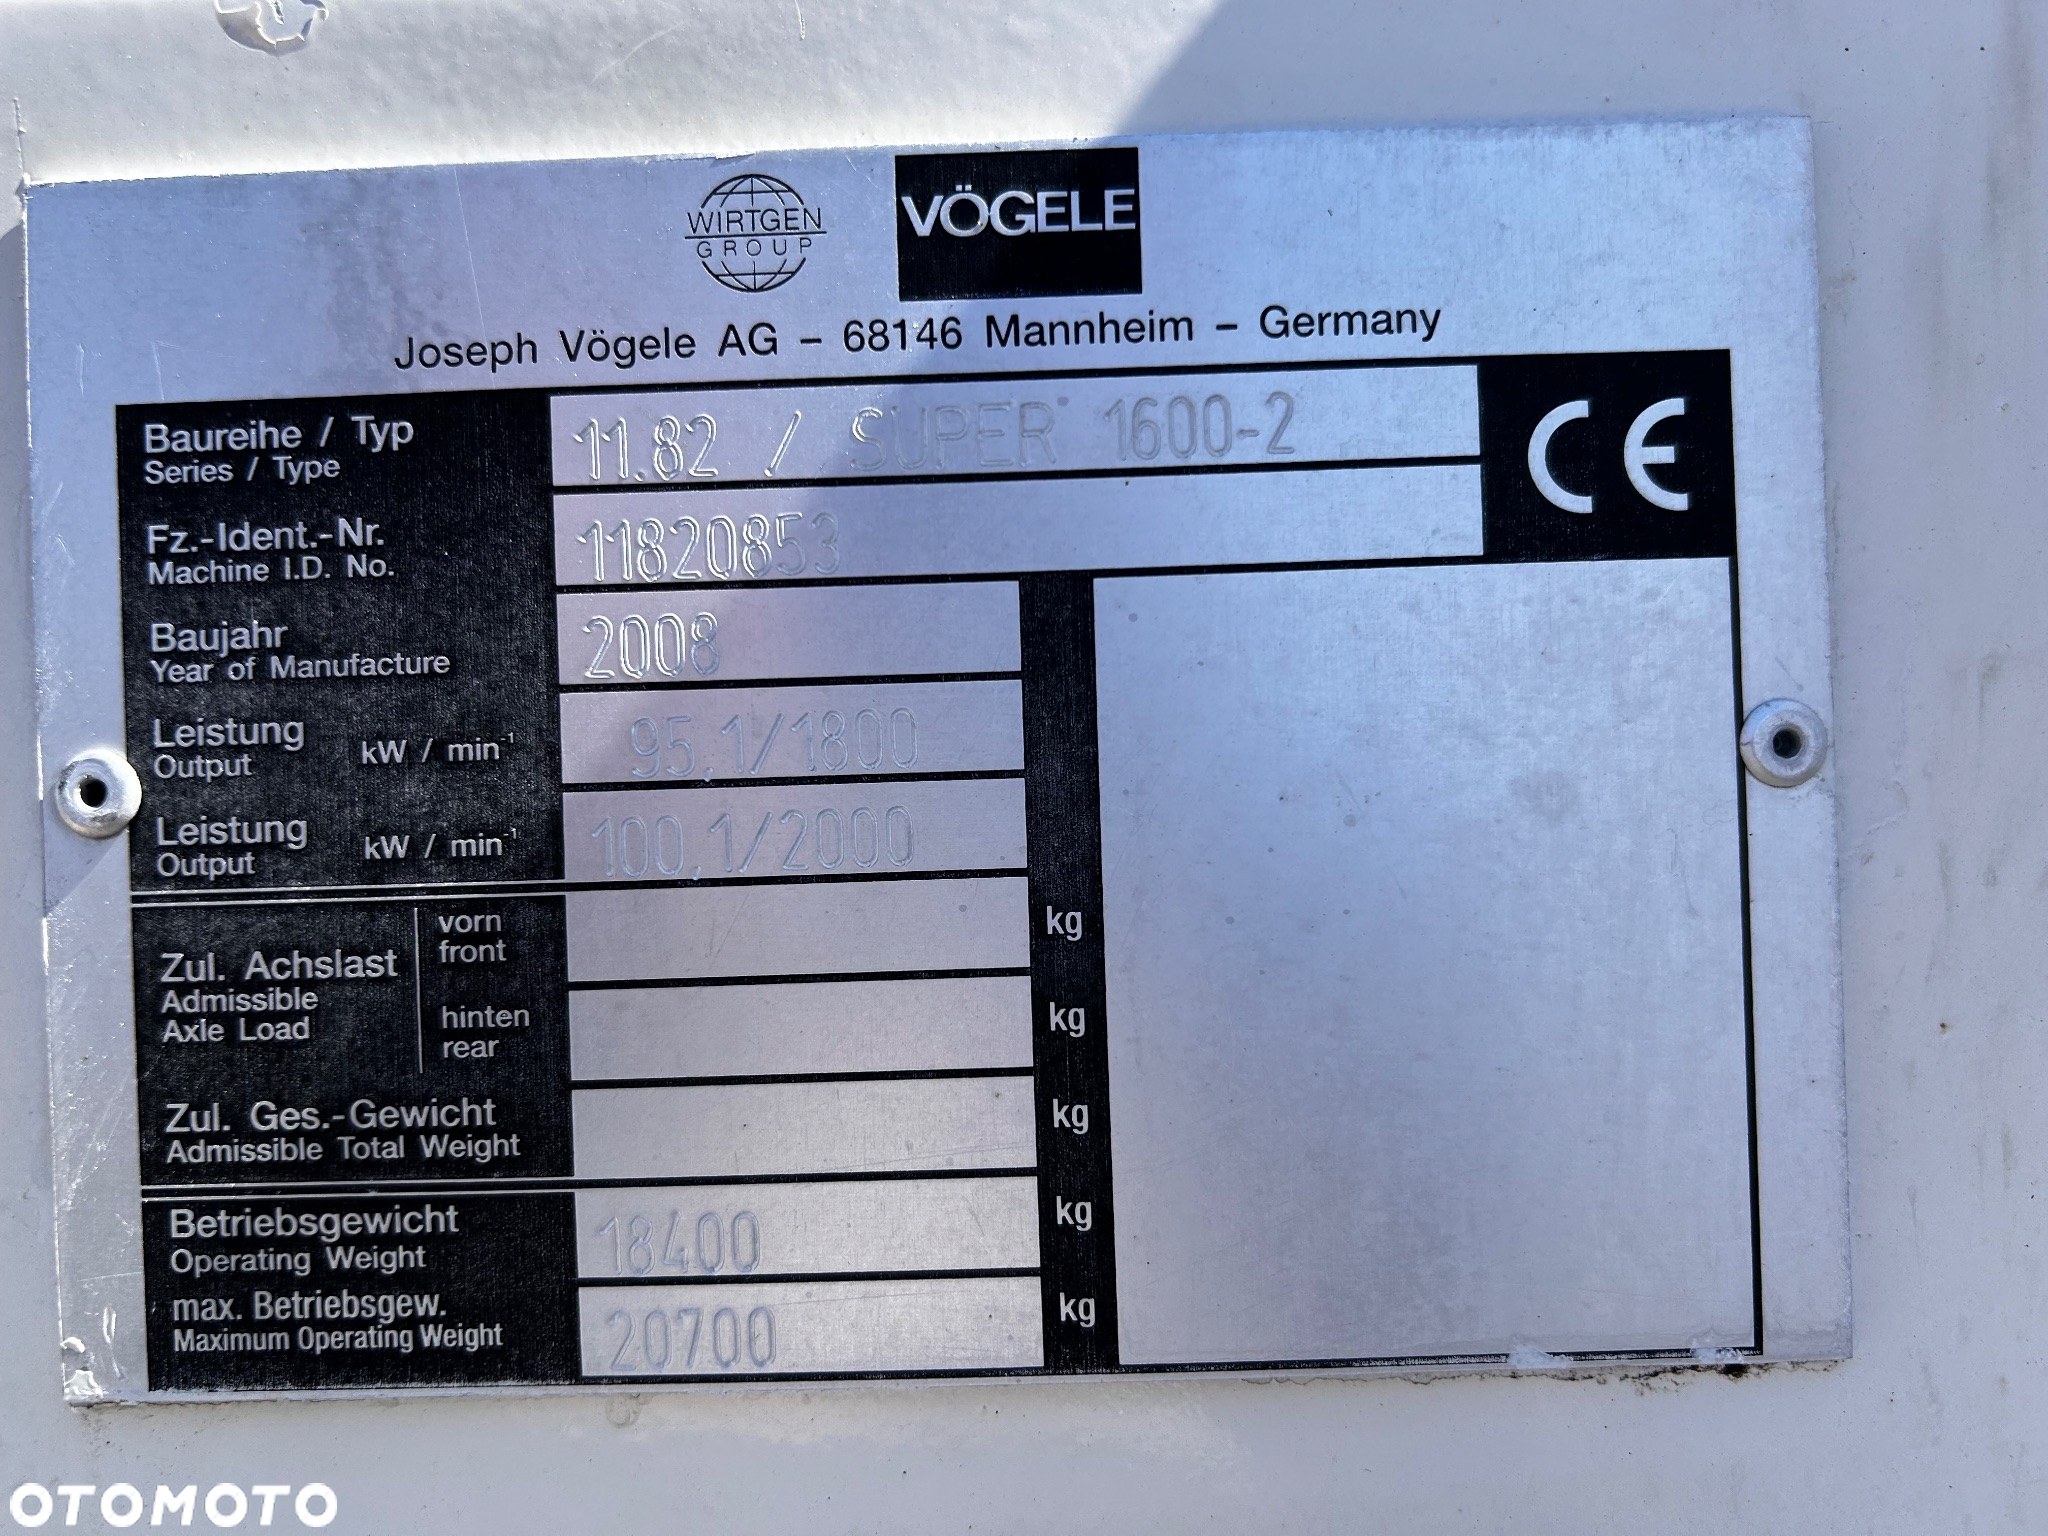 WIRTGEN
GROUP
VÖGELE
Joseph Vögele AG – 68146 Mannheim – Germany
Baureihe / Typ
Series / Type
11.82 / SUPER 1600-2
CE
Fz.-Ident.-Nr.
Machine I.D. No.
11820853
Baujahr
Year of Manufacture
2008
Leistung
Output
kW / min⁻¹
95,1/1800
Leistung
Output
kW / min⁻¹
100,1/2000
Zul. Achslast
Admissible
Axle Load
vorn
front
kg
hinten
rear
kg
Zul. Ges.-Gewicht
Admissible Total Weight
kg
Betriebsgewicht
Operating Weight
18400
kg
max. Betriebsgew.
Maximum Operating Weight
20700
kg
OTOMOTO